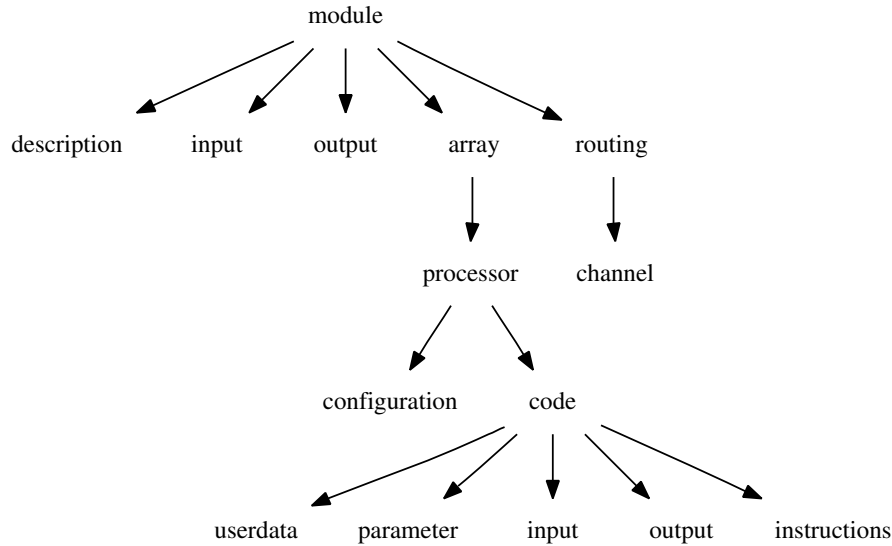 module
description input output array routing
processor channel
configuration code
userdata parameter input output instructions